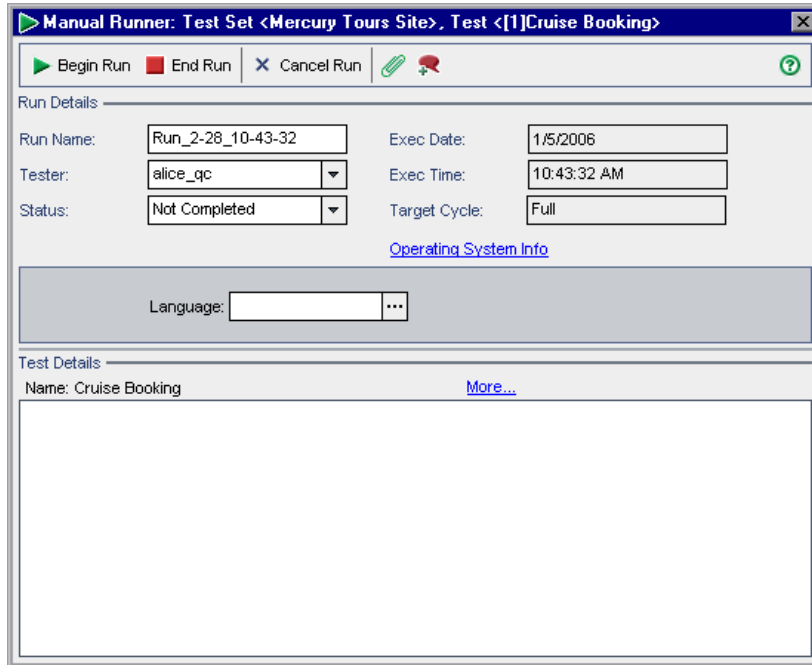 Manual Runner: Test Set <Mercury Tours Site>, Test <[1]Cruise Booking>
Begin Run End Run Cancel Run
Run Details
Run Name: Run_2-28_10-43-32 Exec Date: 1/5/2006
Tester: alice_qc Exec Time: 10:43:32 AM
Status: Not Completed Target Cycle: Full
Operating System Info
Language: ...
Test Details
Name: Cruise Booking More...